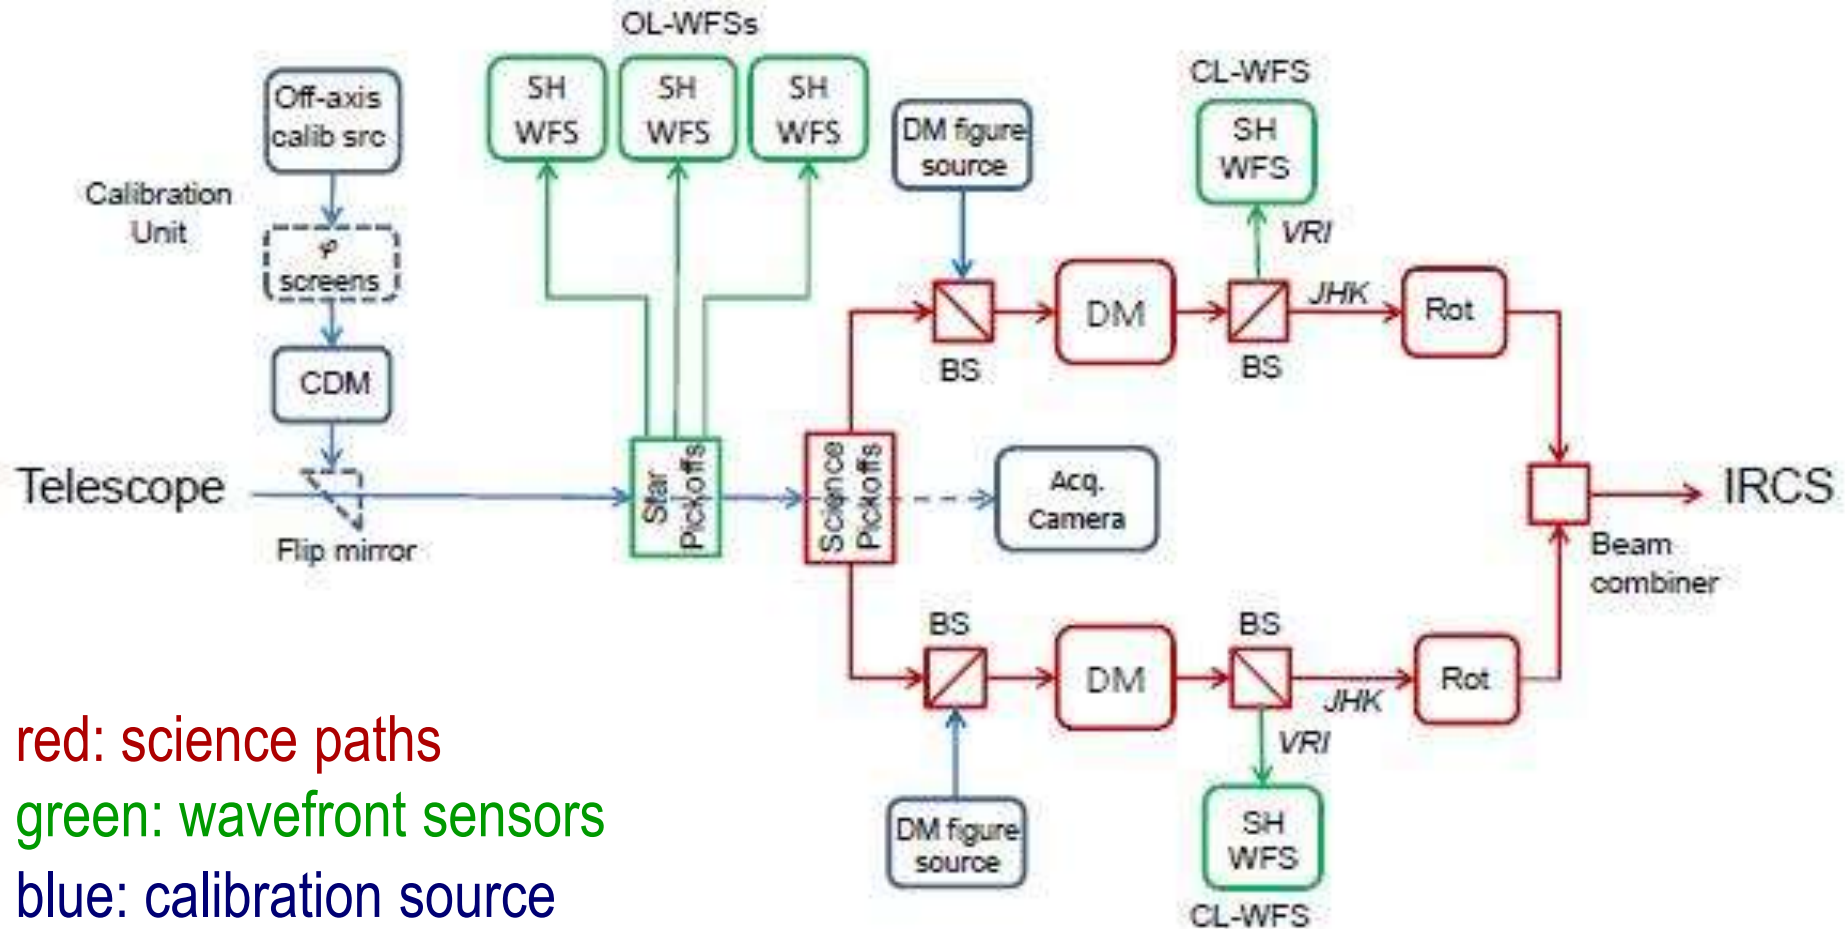 OL-WFSs
Off-axis
calib src
SH
WFS
SH
WFS
SH
WFS
DM figure
source
CL-WFS
SH
WFS
Calibration
Unit
φ
screens
VRI
JHK
DM
Rot
BS
BS
CDM
Telescope
Flip mirror
Star
Pickoffs
Science
Pickoffs
Acq.
Camera
IRCS
Beam
combiner
BS
BS
DM
JHK
Rot
VRI
DM figure
source
SH
WFS
CL-WFS
red: science paths
green: wavefront sensors
blue: calibration source